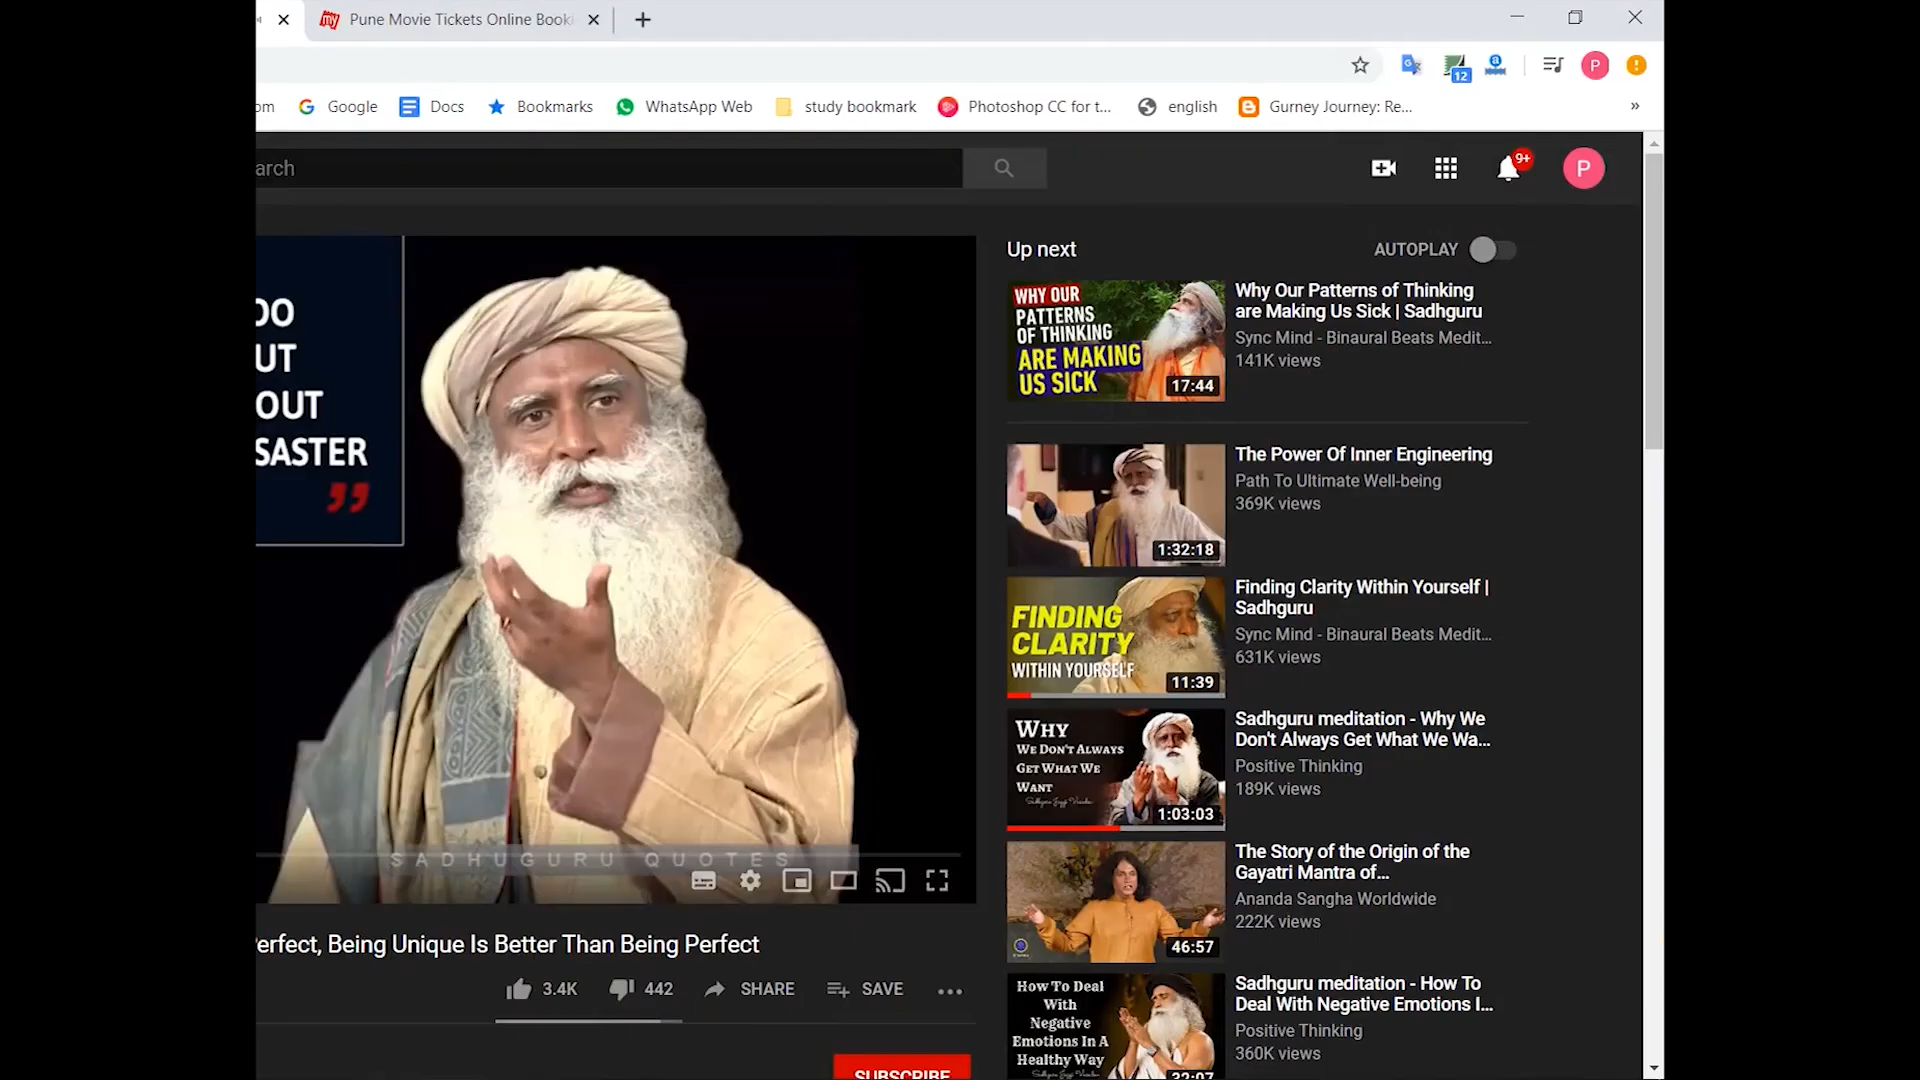 Pune Movie Tickets Online Book
12
P
om
Google
Docs
Bookmarks
WhatsApp Web
study bookmark
Photoshop CC for t...
english
Gurney Journey: Re...
»
arch
9+
P
OO
UT
OUT
SASTER
”
SADHUGURU QUOTES
erfect, Being Unique Is Better Than Being Perfect
3.4K
442
SHARE
SAVE
SUBSCRIBE
Up next
AUTOPLAY
WHY OUR
PATTERNS
OF THINKING
ARE MAKING
US SICK
17:44
Why Our Patterns of Thinking
are Making Us Sick | Sadhguru
Sync Mind - Binaural Beats Medit...
141K views
1:32:18
The Power Of Inner Engineering
Path To Ultimate Well-being
369K views
FINDING
CLARITY
WITHIN YOURSELF
11:39
Finding Clarity Within Yourself |
Sadhguru
Sync Mind - Binaural Beats Medit...
631K views
WHY
WE DON'T ALWAYS
GET WHAT WE
WANT
1:03:03
Sadhguru meditation - Why We
Don't Always Get What We Wa...
Positive Thinking
189K views
46:57
The Story of the Origin of the
Gayatri Mantra of...
Ananda Sangha Worldwide
222K views
How To Deal
With
Negative
Emotions In A
Healthy Way
32:07
Sadhguru meditation - How To
Deal With Negative Emotions I...
Positive Thinking
360K views